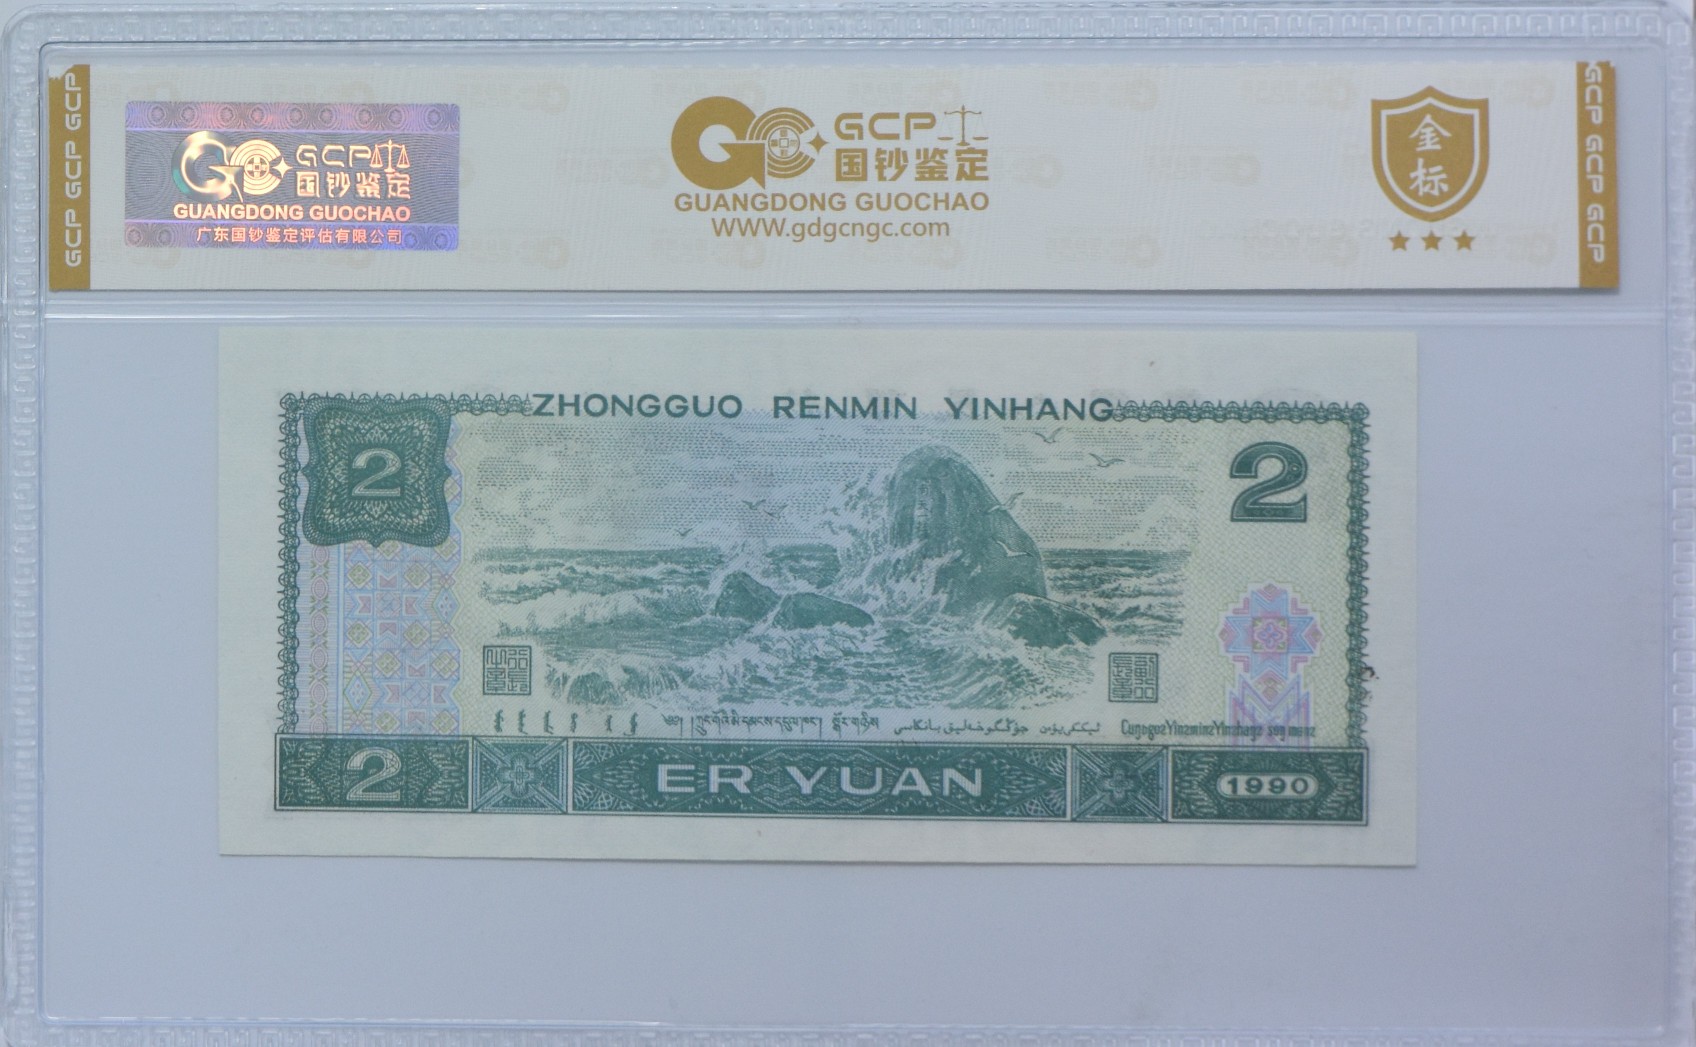 GCP GCP GCP
GCP
国钞鉴定
GUANGDONG GUOCHAO
广东国钞鉴定评估有限公司
GCP
国钞鉴定
GUANGDONG GUOCHAO
WWW.gdgcngc.com
金标
GCP GCP GCP
ZHONGGUO RENMIN YINHANG
2
2
2
ER YUAN
1990